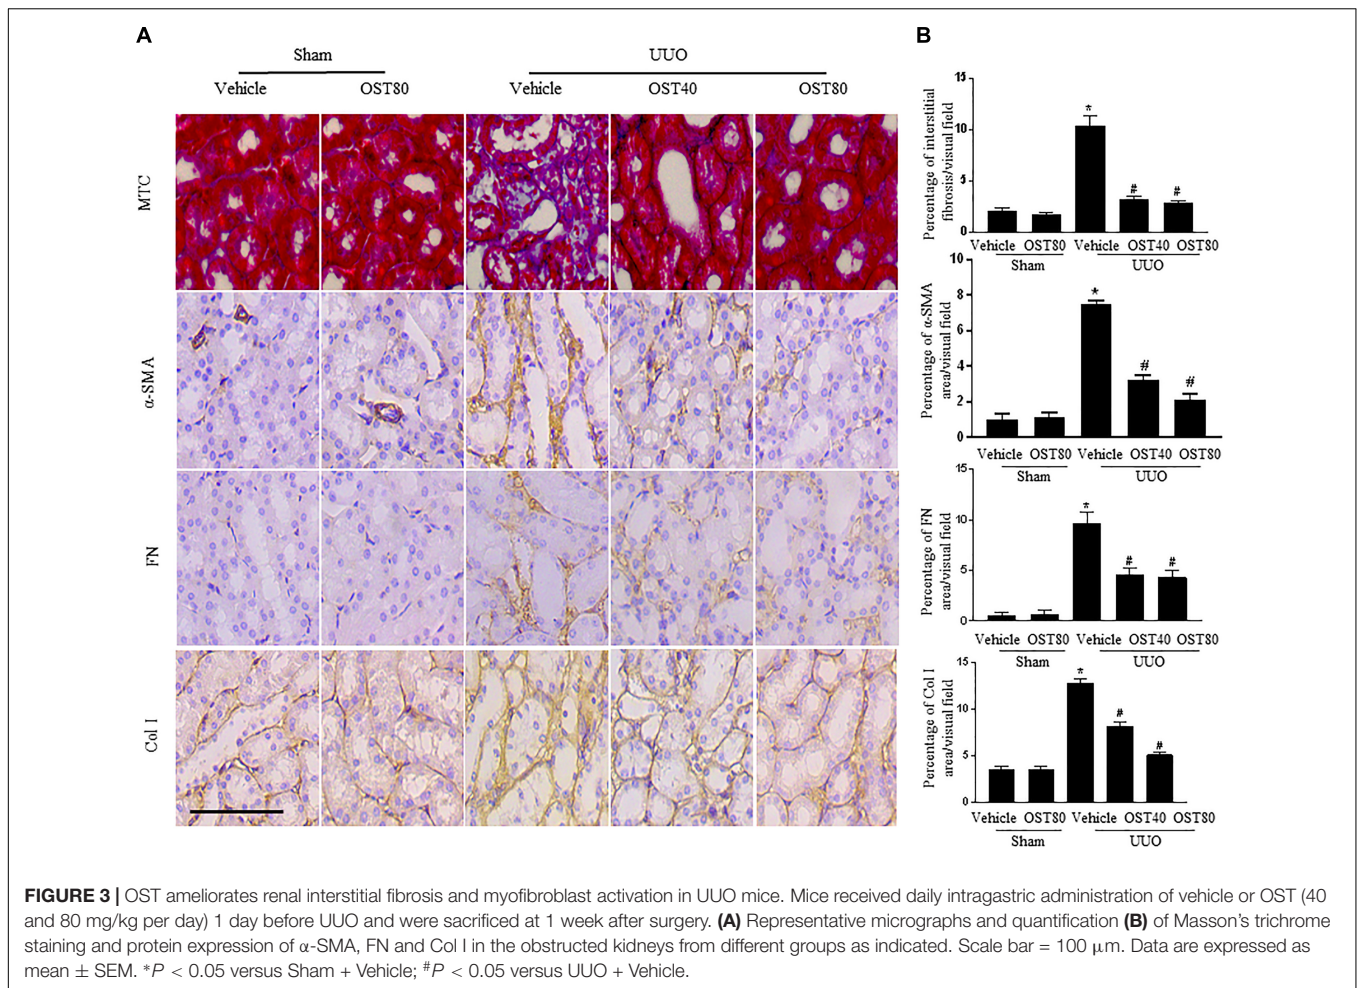 A
B
Sham
UUO
Vehicle
OST80
Vehicle
OST40
OST80
MTC
α-SMA
FN
Col I
Percentage of interstitial
fibrosis/visual field
15
10
5
0
*
#
#
Vehicle OST80 Vehicle OST40 OST80
Sham
UUO
Percentage of α-SMA
area/visual field
10
8
6
4
2
0
*
#
#
Vehicle OST80 Vehicle OST40 OST80
Sham
UUO
Percentage of FN
area/visual field
15
10
5
0
*
#
#
Vehicle OST80 Vehicle OST40 OST80
Sham
UUO
Percentage of Col I
area/visual field
15
10
5
0
*
#
#
Vehicle OST80 Vehicle OST40 OST80
Sham
UUO
FIGURE 3 | OST ameliorates renal interstitial fibrosis and myofibroblast activation in UUO mice. Mice received daily intragastric administration of vehicle or OST (40
and 80 mg/kg per day) 1 day before UUO and were sacrificed at 1 week after surgery. (A) Representative micrographs and quantification (B) of Masson's trichrome
staining and protein expression of α-SMA, FN and Col I in the obstructed kidneys from different groups as indicated. Scale bar = 100 μm. Data are expressed as
mean ± SEM. *P < 0.05 versus Sham + Vehicle; #P < 0.05 versus UUO + Vehicle.